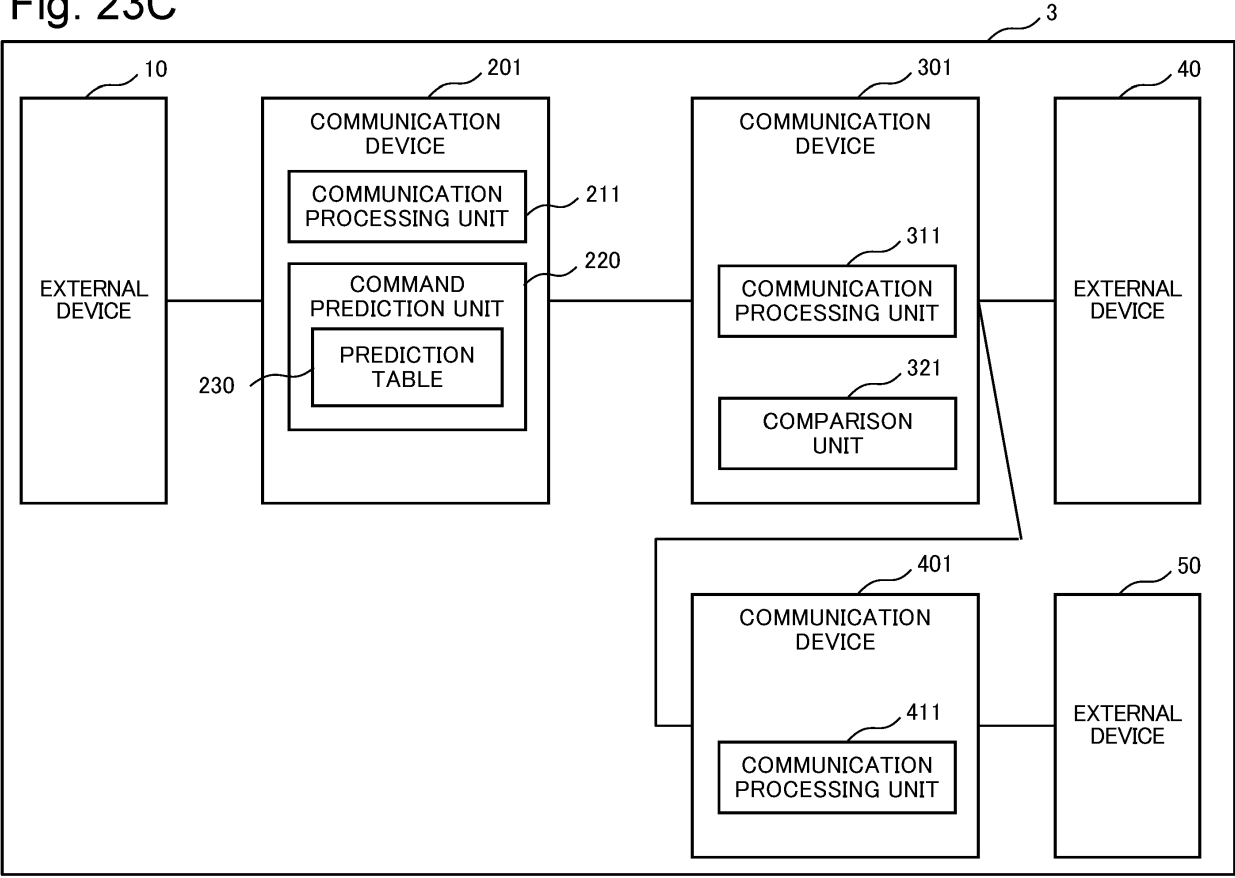 Fig. 23C
3
10
201
301
40
EXTERNAL
DEVICE
COMMUNICATION
DEVICE
COMMUNICATION
PROCESSING UNIT
211
220
COMMAND
PREDICTION UNIT
PREDICTION
TABLE
230
COMMUNICATION
DEVICE
311
COMMUNICATION
PROCESSING UNIT
321
COMPARISON
UNIT
EXTERNAL
DEVICE
401
50
COMMUNICATION
DEVICE
411
COMMUNICATION
PROCESSING UNIT
EXTERNAL
DEVICE